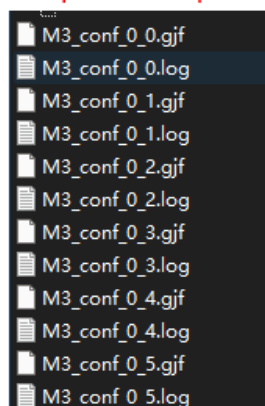 M3_conf_0_0.gjf
M3_conf_0_0.log
M3_conf_0_1.gjf
M3_conf_0_1.log
M3_conf_0_2.gjf
M3_conf_0_2.log
M3_conf_0_3.gjf
M3_conf_0_3.log
M3_conf_0_4.gjf
M3_conf_0_4.log
M3_conf_0_5.gjf
M3_conf_0_5.log